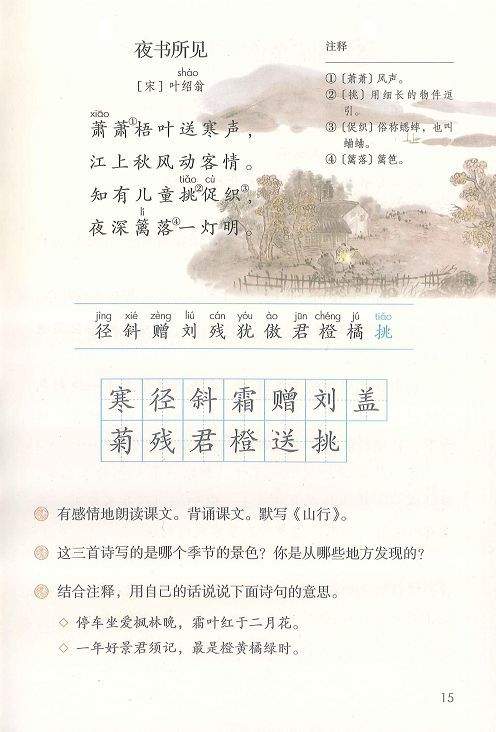 夜书所见
shào
[宋]叶绍翁
xiāo
萧萧①梧叶送寒声，
江上秋风动客情。
tiǎo cù
知有儿童挑②促织③，
lí
夜深篱落④一灯明。
注释
①〔萧萧〕风声。
②〔挑〕用细长的物件逗
引。
③〔促织〕俗称蟋蟀，也叫
蛐蛐。
④〔篱落〕篱笆。
jìng xié zèng liú cán yóu ào jūn chéng jú tiǎo
径 斜 赠 刘 残 犹 傲 君 橙 橘 挑
寒 径 斜 霜 赠 刘 盖
菊 残 君 橙 送 挑
有感情地朗读课文。背诵课文。默写《山行》。
这三首诗写的是哪个季节的景色？你是从哪些地方发现的？
结合注释，用自己的话说说下面诗句的意思。
◇ 停车坐爱枫林晚，霜叶红于二月花。
◇ 一年好景君须记，最是橙黄橘绿时。
15